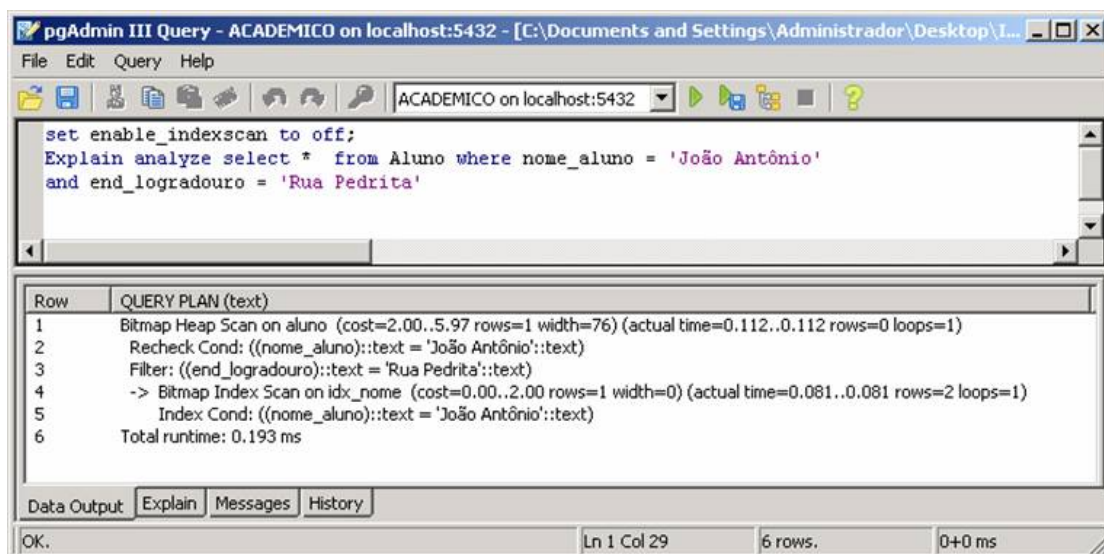 pgAdmin III Query - ACADEMICO on localhost:5432 - [C:\Documents and Settings\Administrador\Desktop\I...
File Edit Query Help
ACADEMICO on localhost:5432
set enable_indexscan to off;
Explain analyze select * from Aluno where nome_aluno = 'João Antônio'
and end_logradouro = 'Rua Pedrita'
Row QUERY PLAN (text)
1 Bitmap Heap Scan on aluno (cost=2.00..5.97 rows=1 width=76) (actual time=0.112..0.112 rows=0 loops=1)
2 Recheck Cond: ((nome_aluno)::text = 'João Antônio'::text)
3 Filter: ((end_logradouro)::text = 'Rua Pedrita'::text)
4 -> Bitmap Index Scan on idx_nome (cost=0.00..2.00 rows=1 width=0) (actual time=0.081..0.081 rows=2 loops=1)
5 Index Cond: ((nome_aluno)::text = 'João Antônio'::text)
6 Total runtime: 0.193 ms
Data Output Explain Messages History
OK. Ln 1 Col 29 6 rows. 0+0 ms